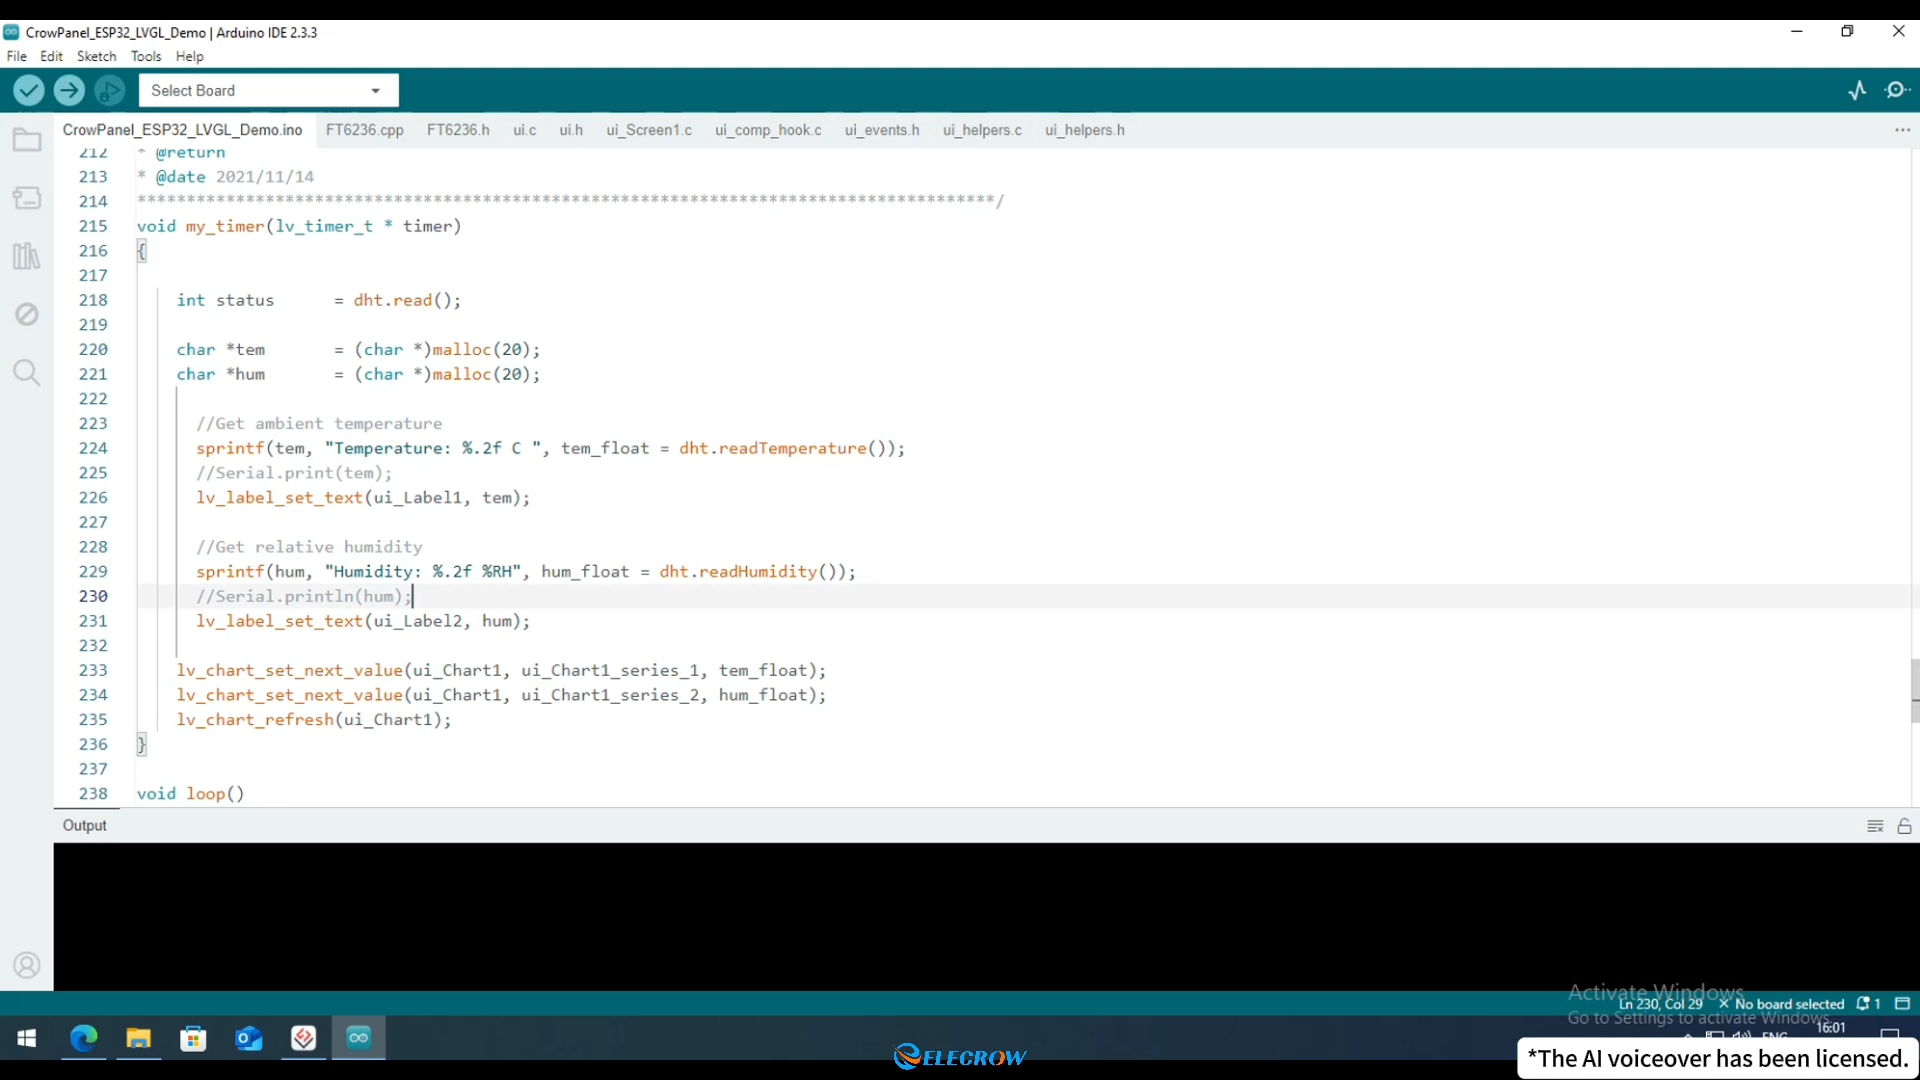 CrowPanel_ESP32_LVGL_Demo | Arduino IDE 2.3.3
File Edit Sketch Tools Help
Select Board
CrowPanel_ESP32_LVGL_Demo.ino FT6236.cpp FT6236.h ui.c ui.h ui_Screen1.c ui_comp_hook.c ui_events.h ui_helpers.c ui_helpers.h
212 * @return
213 * @date 2021/11/14
214 ***************************************************************************************/
215 void my_timer(lv_timer_t * timer)
216 {
217
218 int status = dht.read();
219
220 char *tem = (char *)malloc(20);
221 char *hum = (char *)malloc(20);
222
223 //Get ambient temperature
224 sprintf(tem, "Temperature: %.2f C ", tem_float = dht.readTemperature());
225 //Serial.print(tem);
226 lv_label_set_text(ui_Label1, tem);
227
228 //Get relative humidity
229 sprintf(hum, "Humidity: %.2f %RH", hum_float = dht.readHumidity());
230 //Serial.println(hum);
231 lv_label_set_text(ui_Label2, hum);
232
233 lv_chart_set_next_value(ui_Chart1, ui_Chart1_series_1, tem_float);
234 lv_chart_set_next_value(ui_Chart1, ui_Chart1_series_2, hum_float);
235 lv_chart_refresh(ui_Chart1);
236 }
237
238 void loop()
Output
Activate Windows
Go to Settings to activate Windows.
Ln 230, Col 29 × No board selected 1
16:01
ENG
ELECROW
*The AI voiceover has been licensed.